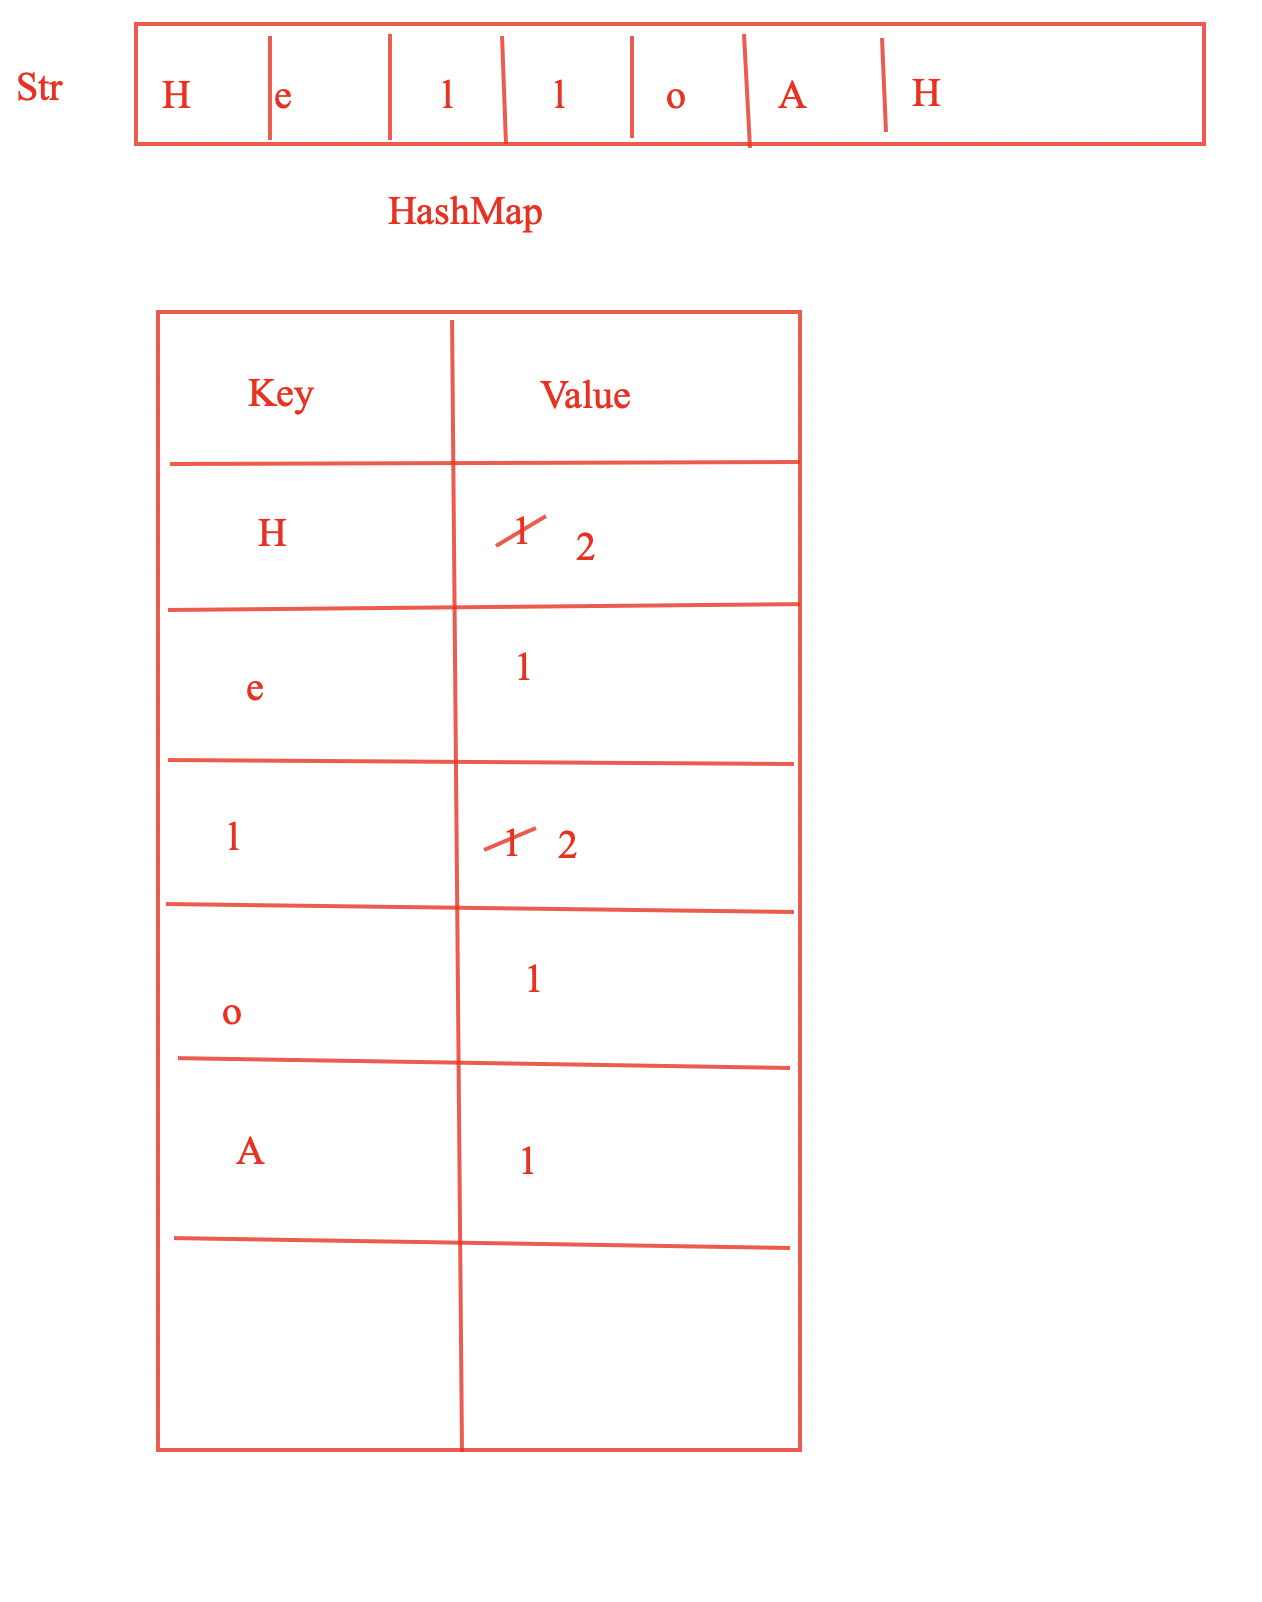 Str H e l l o A H
HashMap
Key Value
H 1 2
e 1
l 1 2
o 1
A 1